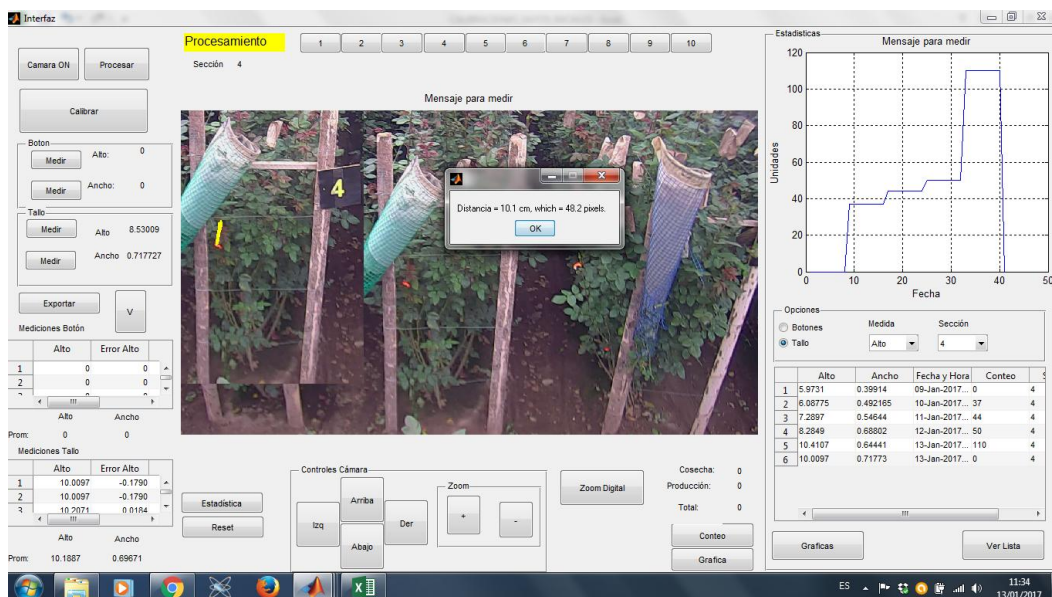 Interfaz
Camara ON
Procesar
Calibrar
Boton
Medir
Alto:
0
Medir
Ancho:
0
Tallo
Medir
Alto
8.53009
Medir
Ancho
0.717727
Exportar
V
Mediciones Botón
Alto
Error Alto
1
0
0
2
0
0
Alto
Ancho
Prom:
0
0
Mediciones Tallo
Alto
Error Alto
1
10.0097
-0.1790
2
10.0097
-0.1790
3
10.2071
0.0184
Alto
Ancho
Prom:
10.1887
0.69671
Procesamiento
1 2 3 4 5 6 7 8 9 10
Sección 4
Mensaje para medir
4
Distancia = 10.1 cm, which = 48.2 pixels.
OK
Estadística
Reset
Controles Cámara
Arriba
Izq
Der
Abajo
Zoom
+
-
Zoom Digital
Cosecha: 0
Producción: 0
Total: 0
Conteo
Grafica
Estadisticas
Mensaje para medir
120
100
80
60
40
20
0
Unidades
0 10 20 30 40 50
Fecha
Opciones
Botones
Tallo
Medida
Alto
Sección
4
Alto Ancho Fecha y Hora Conteo
1 5.9731 0.39914 09-Jan-2017... 0 4
2 6.08775 0.492165 10-Jan-2017... 37 4
3 7.2897 0.54644 11-Jan-2017... 44 4
4 8.2849 0.68802 12-Jan-2017... 50 4
5 10.4107 0.64441 13-Jan-2017... 110 4
6 10.0097 0.71773 13-Jan-2017... 0 4
Graficas
Ver Lista
ES
11:34
13/01/2017